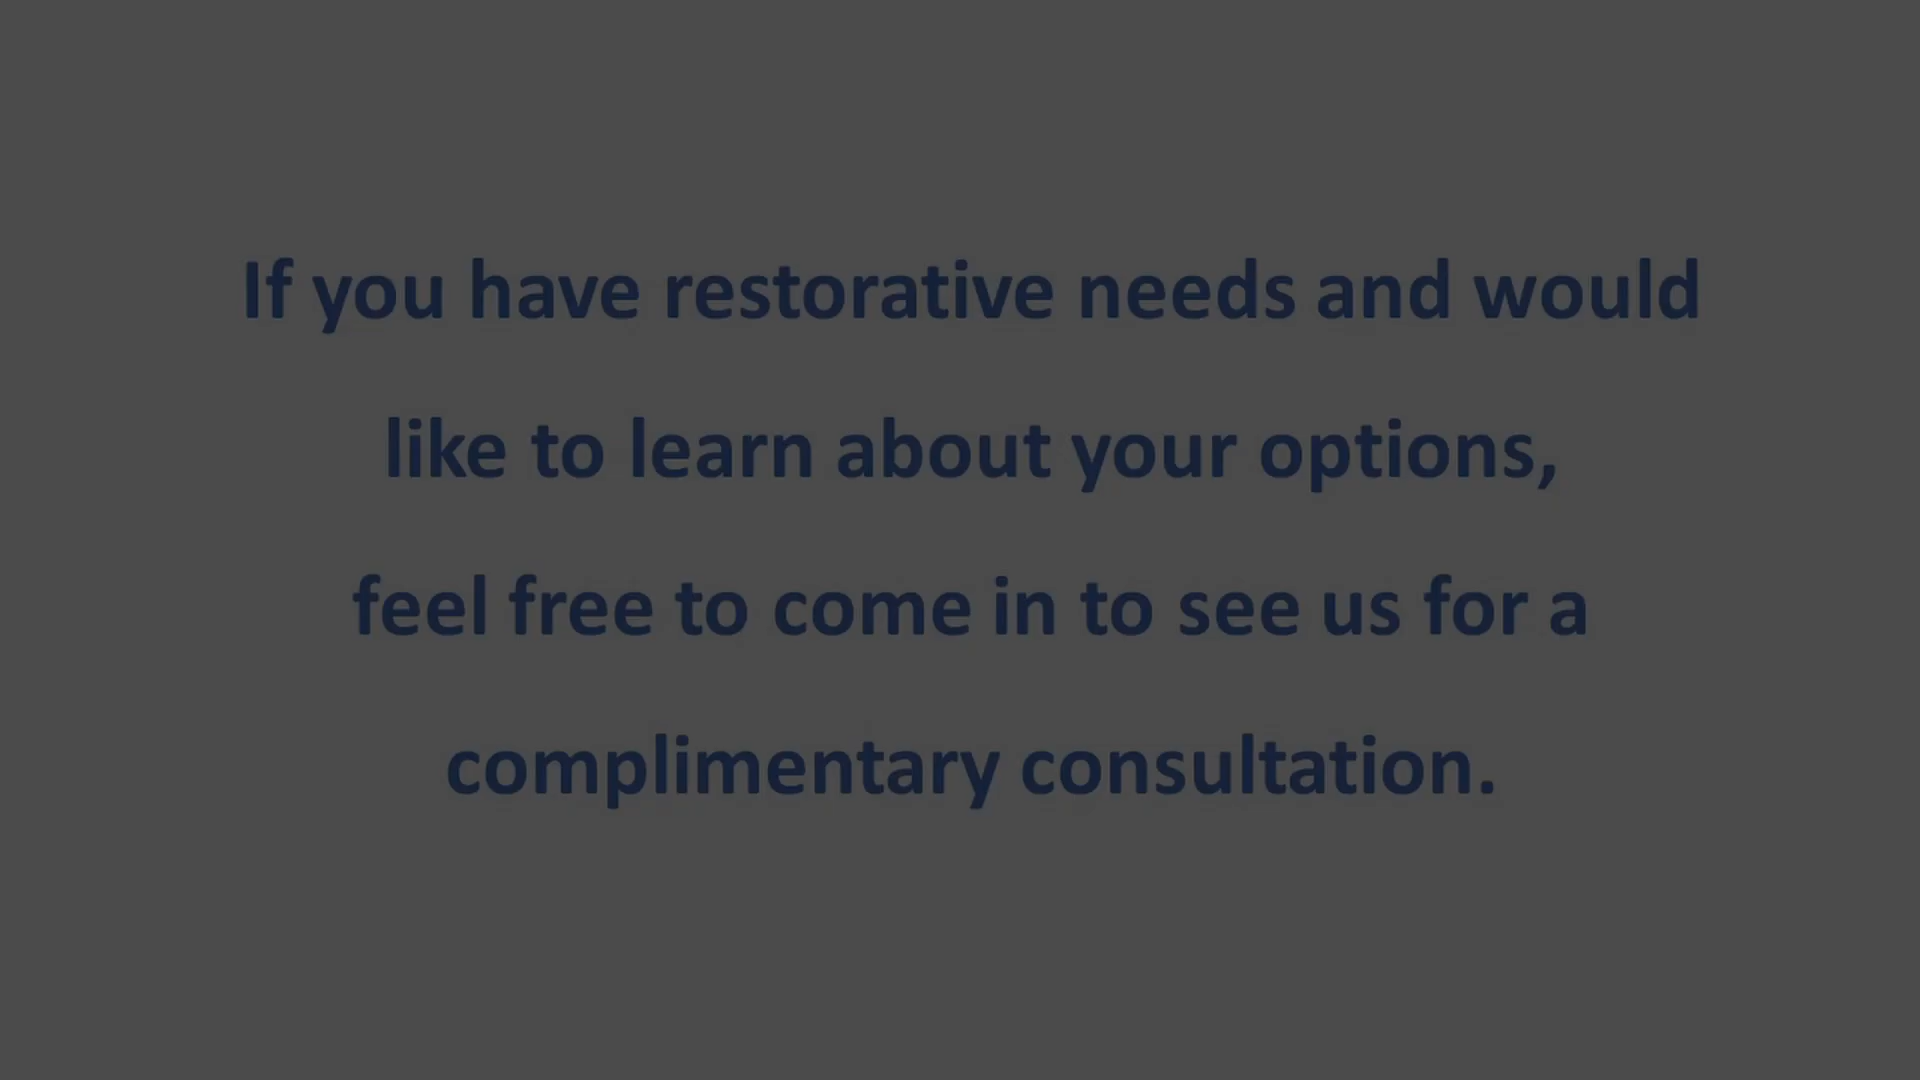 If you have restorative needs and would
like to learn about your options,
feel free to come in to see us for a
complimentary consultation.